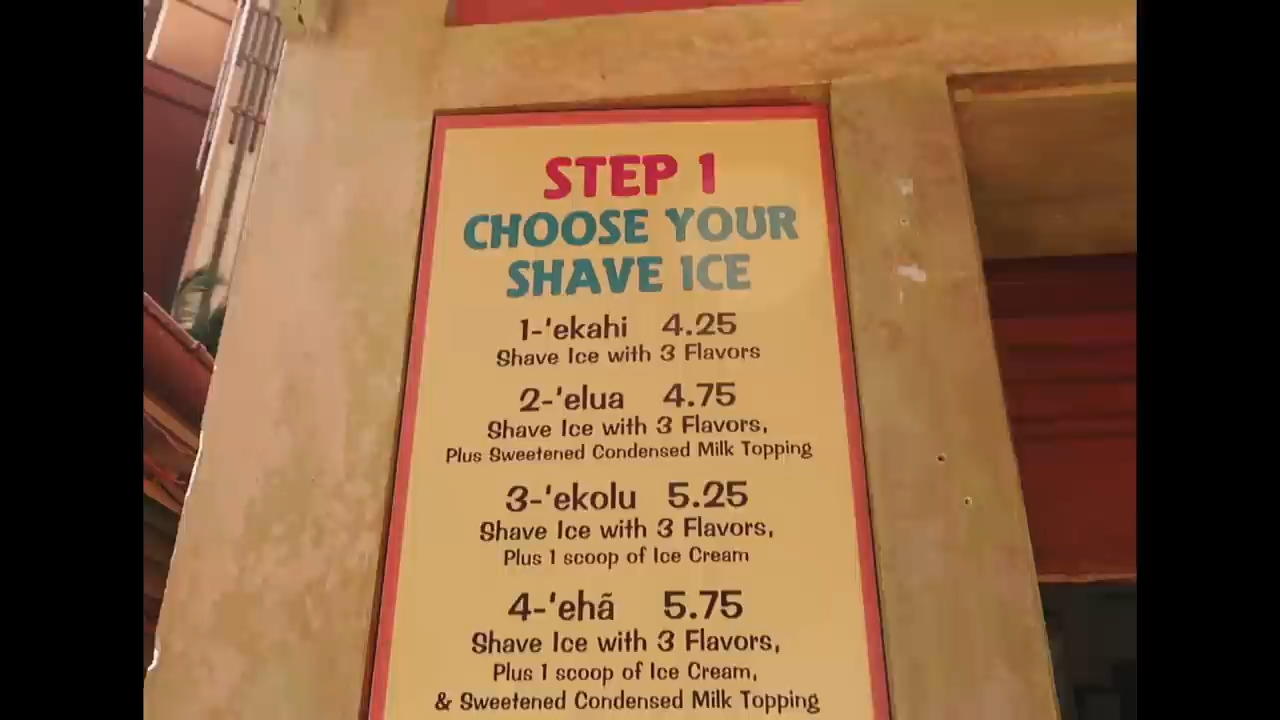 STEP 1
CHOOSE YOUR
SHAVE ICE
1-'ekahi 4.25
Shave Ice with 3 Flavors
2-'elua 4.75
Shave Ice with 3 Flavors,
Plus Sweetened Condensed Milk Topping
3-'ekolu 5.25
Shave Ice with 3 Flavors,
Plus 1 scoop of Ice Cream
4-'ehã 5.75
Shave Ice with 3 Flavors,
Plus 1 scoop of Ice Cream,
& Sweetened Condensed Milk Topping